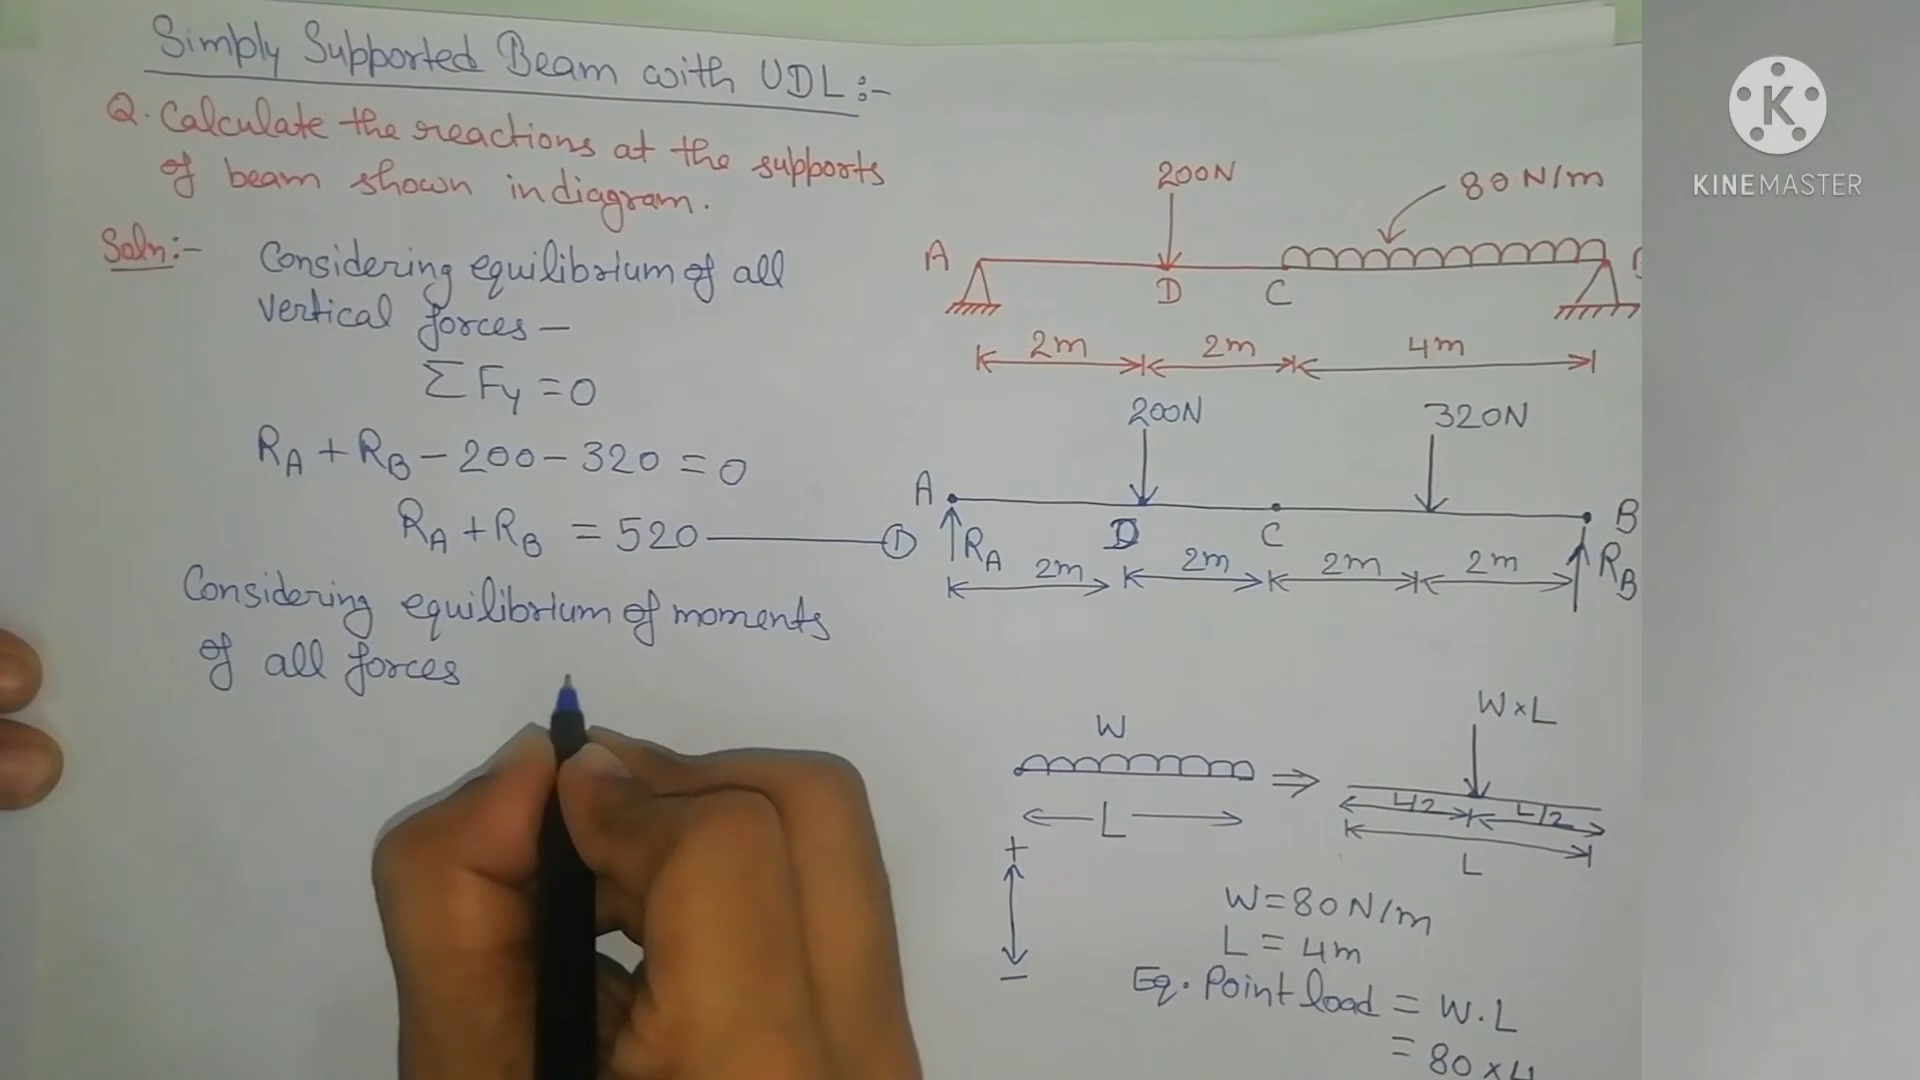 Simply Supported Beam with UDL:-
Q. Calculate the reactions at the supports
of beam shown in diagram.
Soln:- Considering equilibrium of all
vertical forces -
ΣFy = 0
RA + RB - 200 - 320 = 0
RA + RB = 520 ——— ①
Considering equilibrium of moments
of all forces
200N
80 N/m
A
D C
2m 2m 4m
200N 320N
A B
D C
RA RB
2m 2m 2m 2m
W
L
W×L
L/2 L/2
L
+
-
W = 80 N/m
L = 4m
Eq. Point load = W.L
= 80 × 4
K
KINEMASTER